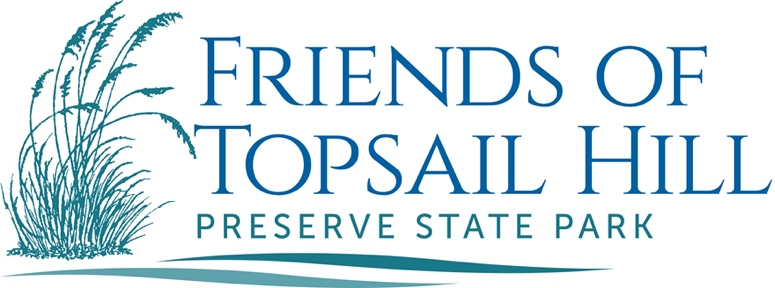 FRIENDS OF
TOPSAIL HILL
PRESERVE STATE PARK